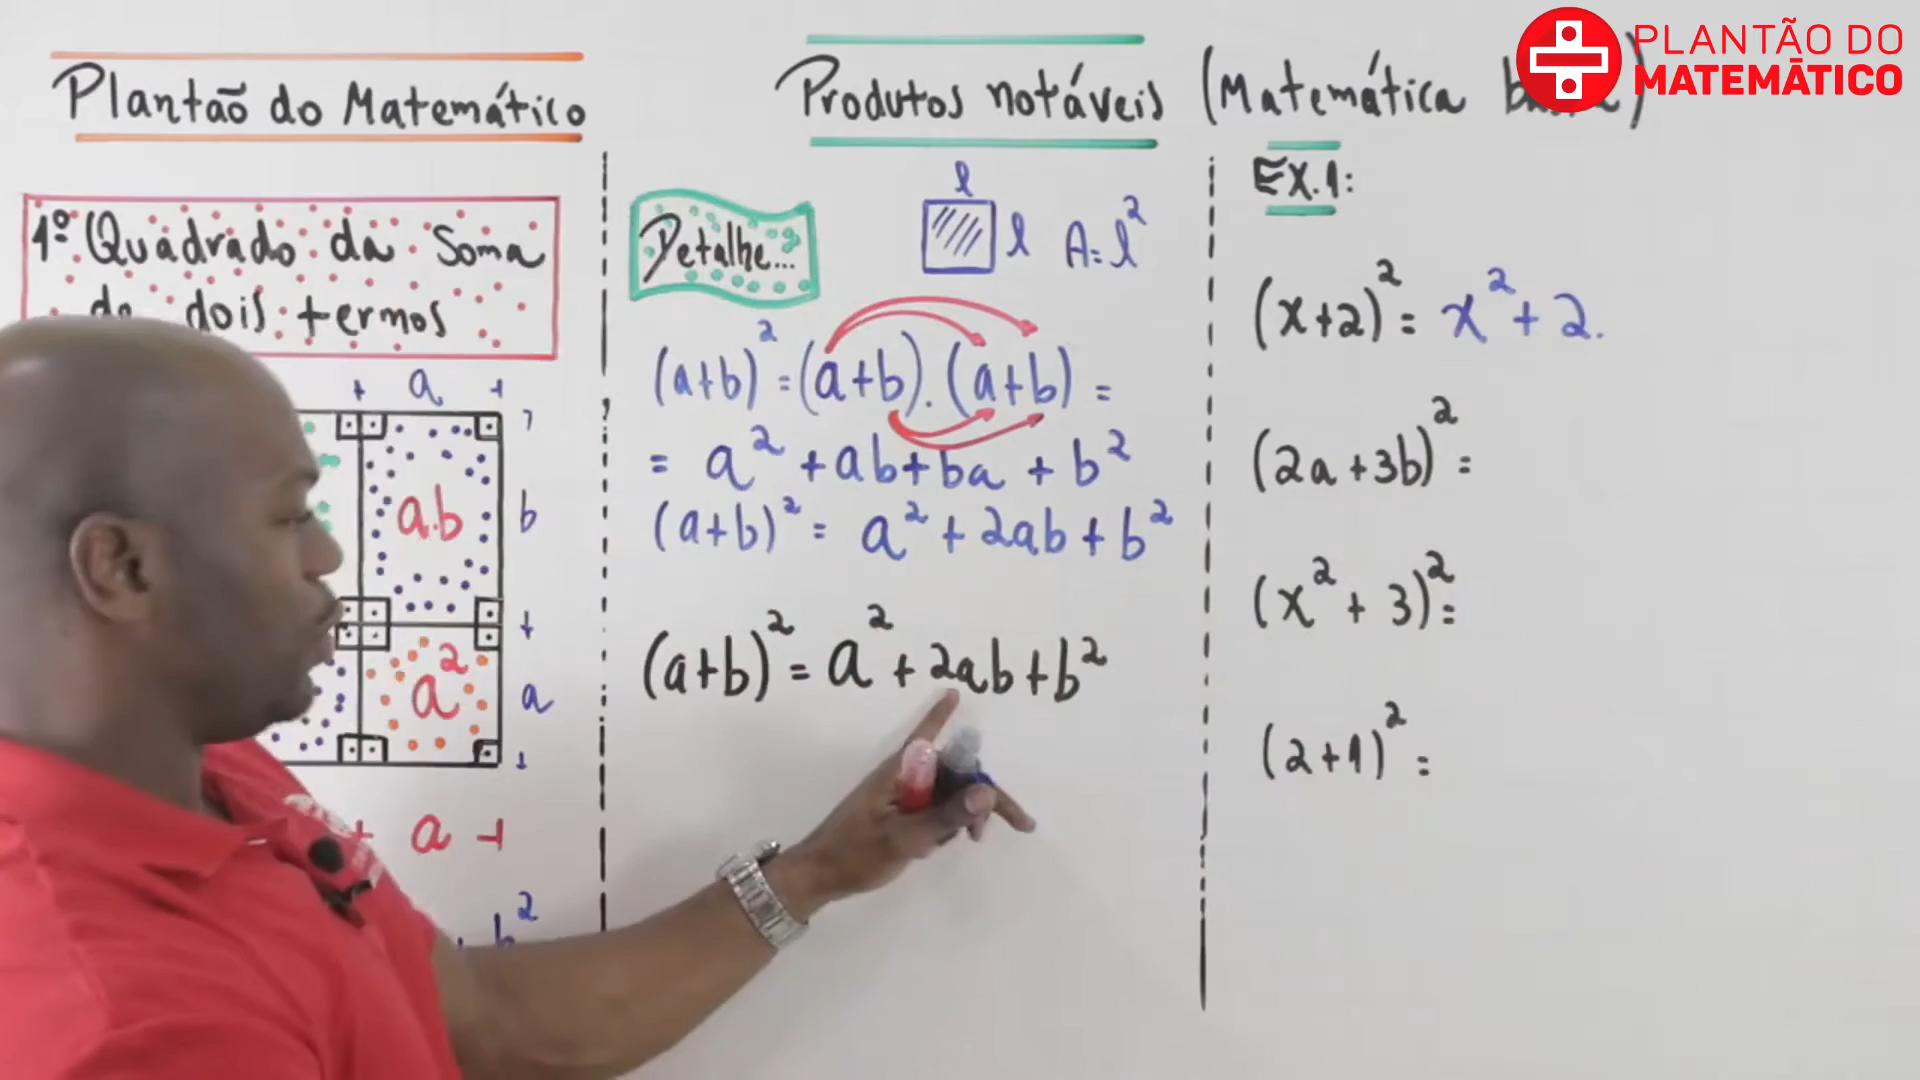 PLANTÃO DO
MATEMÁTICO
Plantão do Matemático
Produtos notáveis (Matemática
1º Quadrado da Soma
de dois termos
a
b
ab
a²
a
+ a +
+ b²
Detalhe...
l
l
A=l²
(a+b)² = (a+b).(a+b) =
= a² + ab + ba + b²
(a+b)² = a² + 2ab + b²
(a+b)² = a² + 2ab + b²
EX.1:
(x+2)² = x² + 2.
(2a+3b)² =
(x² + 3)² =
(2+1)² =